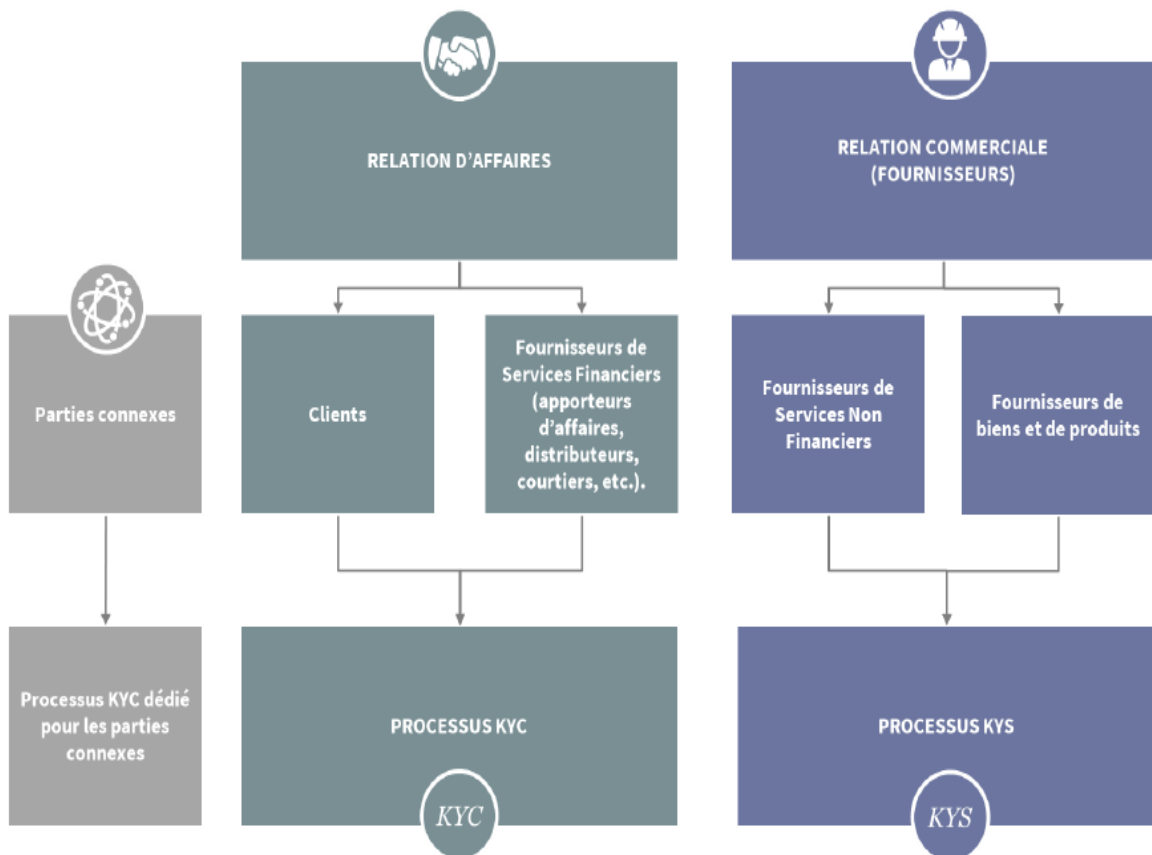 RELATION D’AFFAIRES
RELATION COMMERCIALE
(FOURNISSEURS)
Parties connexes
Clients
Fournisseurs de
Services Financiers
(apporteurs
d’affaires,
distributeurs,
courtiers, etc.).
Fournisseurs de
Services Non
Financiers
Fournisseurs de
biens et de produits
Processus KYC dédié
pour les parties
connexes
PROCESSUS KYC
KYC
PROCESSUS KYS
KYS